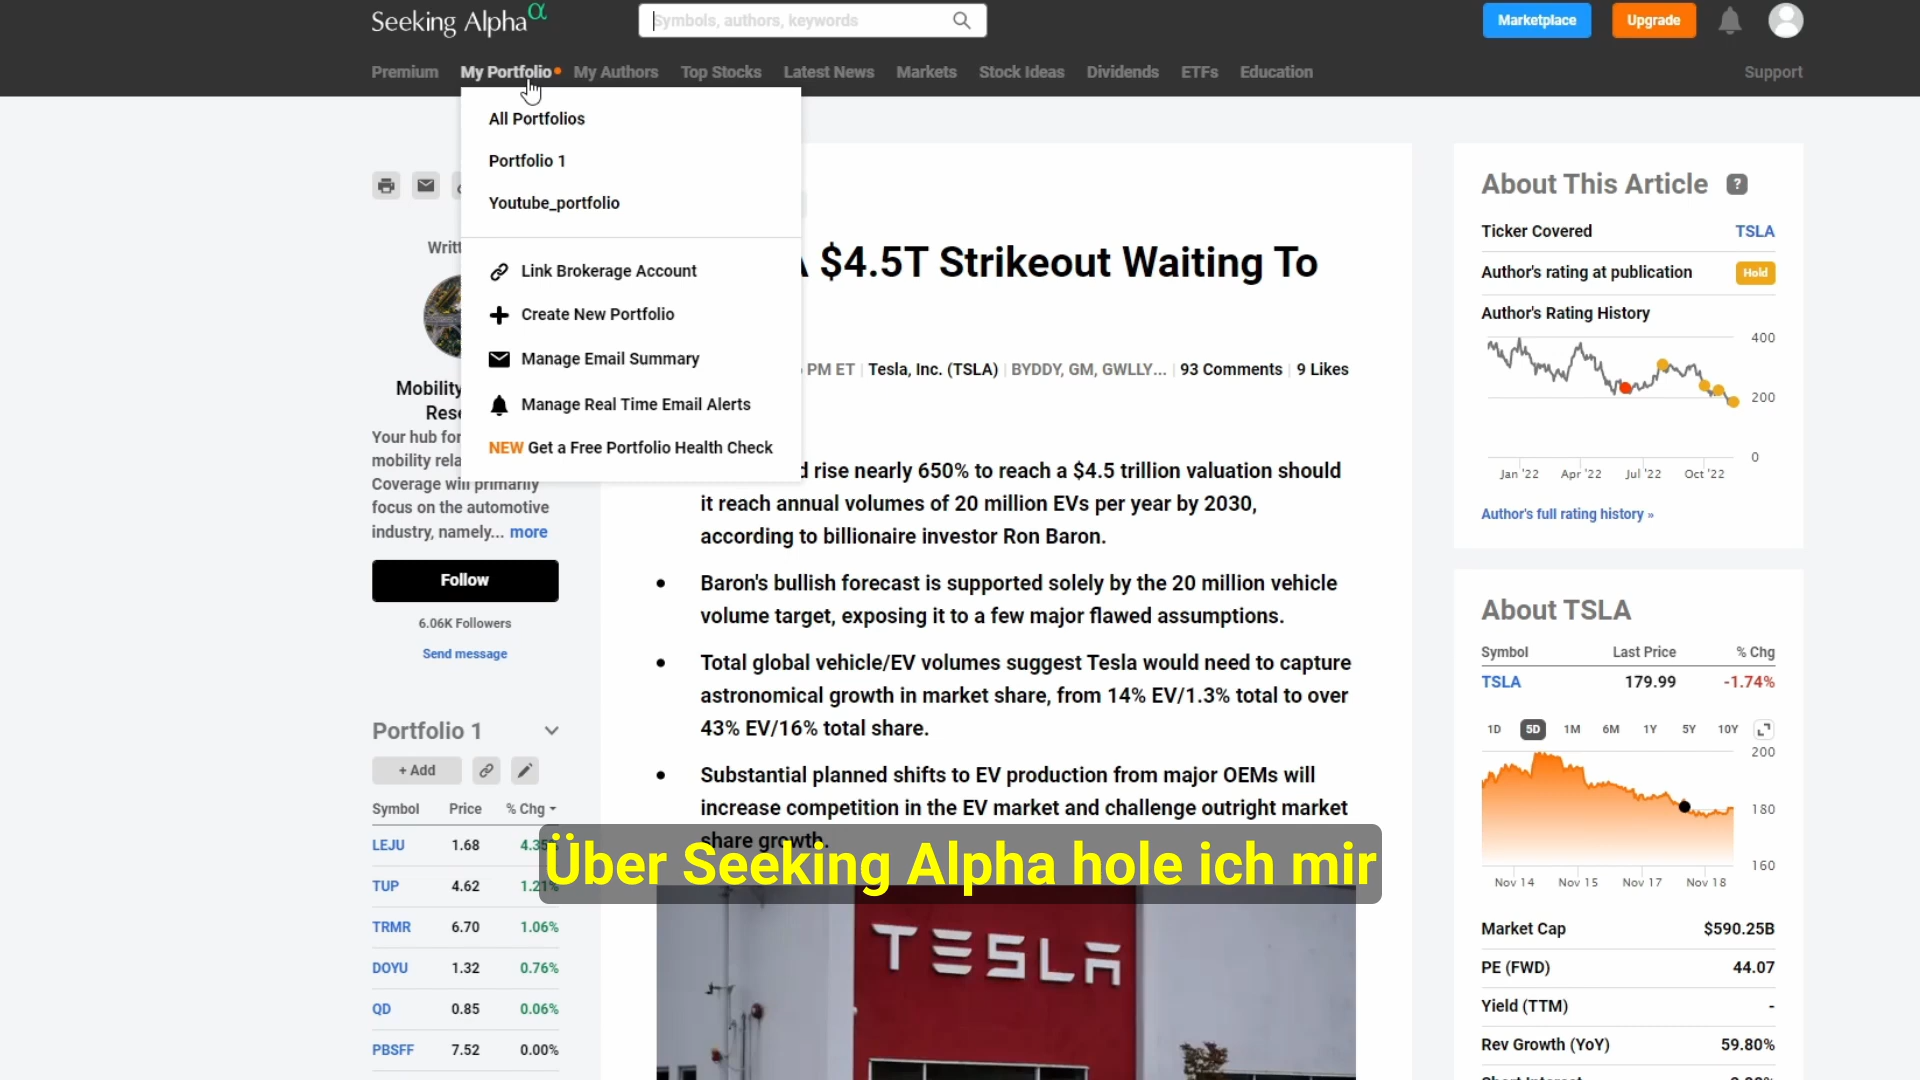 Seeking Alpha α
Symbols, authors, keywords
Marketplace
Upgrade
Premium
My Portfolio
My Authors
Top Stocks
Latest News
Markets
Stock Ideas
Dividends
ETFs
Education
Support
All Portfolios
Portfolio 1
Youtube_portfolio
Link Brokerage Account
Create New Portfolio
Manage Email Summary
Manage Real Time Email Alerts
NEW Get a Free Portfolio Health Check
Mobility
Your hub for
mobility
Coverage will primarily
focus on the automotive
industry, namely... more
Follow
6.06K Followers
Send message
Portfolio 1
+ Add
Symbol Price % Chg
LEJU 1.68 4.35
TUP 4.62 1.21%
TRMR 6.70 1.06%
DOYU 1.32 0.76%
QD 0.85 0.06%
PBSFF 7.52 0.00%
$4.5T Strikeout Waiting To
PM ET | Tesla, Inc. (TSLA) | BYDDY, GM, GWLLY... | 93 Comments | 9 Likes
rise nearly 650% to reach a $4.5 trillion valuation should
it reach annual volumes of 20 million EVs per year by 2030,
according to billionaire investor Ron Baron.
• Baron's bullish forecast is supported solely by the 20 million vehicle
volume target, exposing it to a few major flawed assumptions.
• Total global vehicle/EV volumes suggest Tesla would need to capture
astronomical growth in market share, from 14% EV/1.3% total to over
43% EV/16% total share.
• Substantial planned shifts to EV production from major OEMs will
increase competition in the EV market and challenge outright market
share growth.
Über Seeking Alpha hole ich mir
TESLA
About This Article ?
Ticker Covered TSLA
Author's rating at publication Hold
Author's Rating History
400
200
0
Jan '22 Apr '22 Jul '22 Oct '22
Author's full rating history »
About TSLA
Symbol Last Price % Chg
TSLA 179.99 -1.74%
1D 5D 1M 6M 1Y 5Y 10Y
200
180
160
Nov 14 Nov 15 Nov 17 Nov 18
Market Cap $590.25B
PE (FWD) 44.07
Yield (TTM) -
Rev Growth (YoY) 59.80%